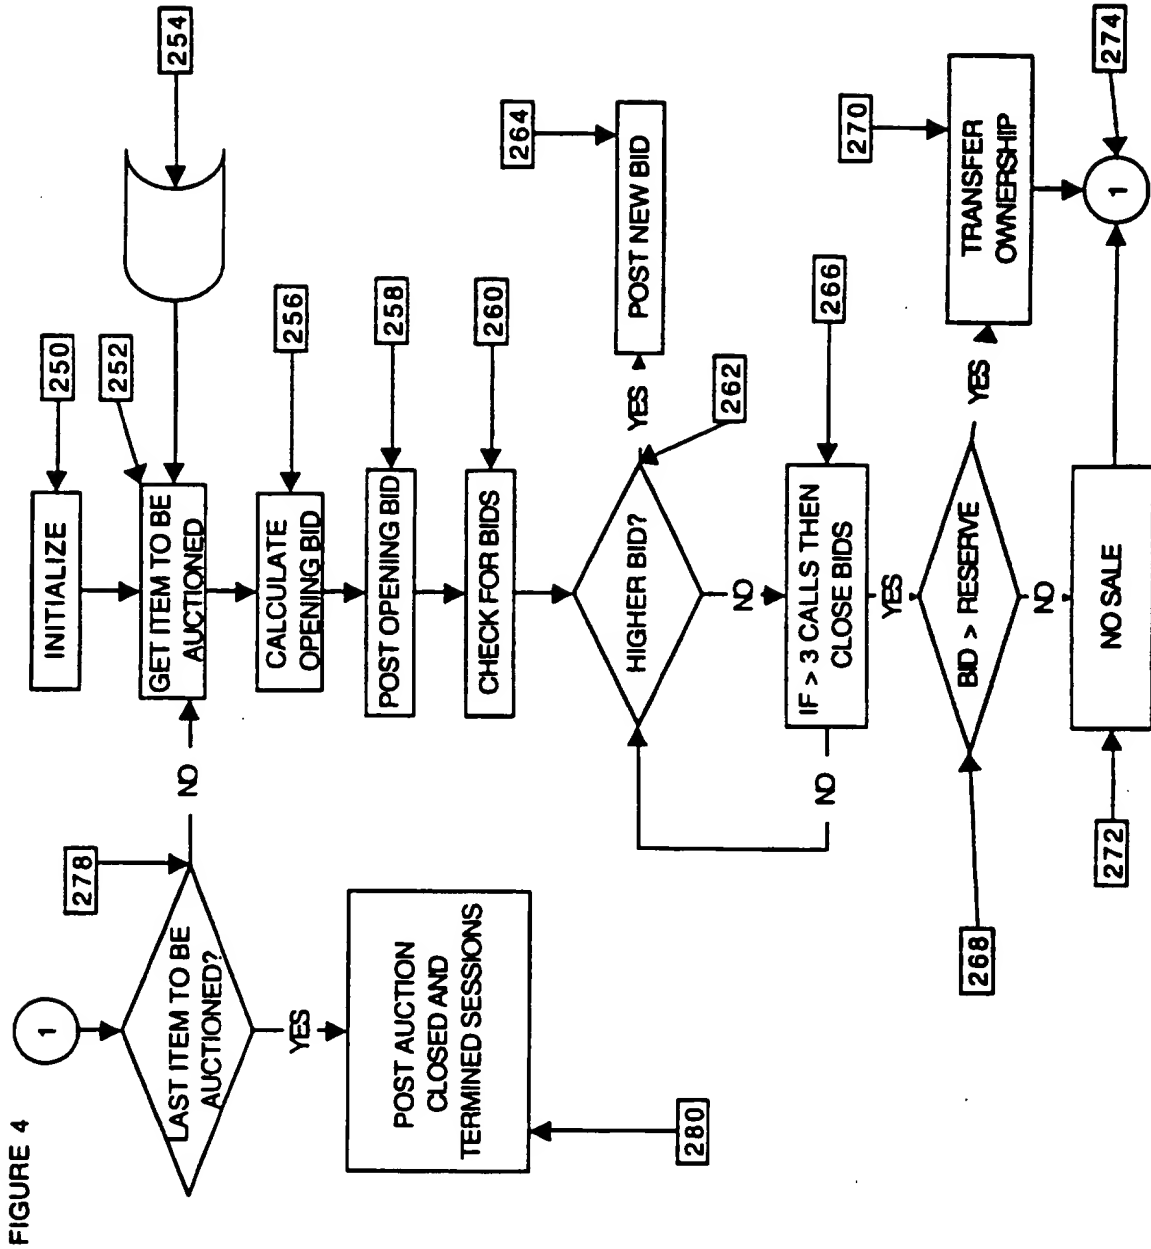 FIGURE 4
1
278
LAST ITEM TO BE
AUCTIONED?
NO
YES
POST AUCTION
CLOSED AND
TERMINED SESSIONS
280
INITIALIZE
250
252
GET ITEM TO BE
AUCTIONED
254
CALCULATE
OPENING BID
256
POST OPENING BID
258
CHECK FOR BIDS
260
HIGHER BID?
262
YES
POST NEW BID
264
NO
IF > 3 CALLS THEN
CLOSE BIDS
266
NO
YES
BID > RESERVE
268
YES
TRANSFER
OWNERSHIP
270
NO
NO SALE
272
1
274